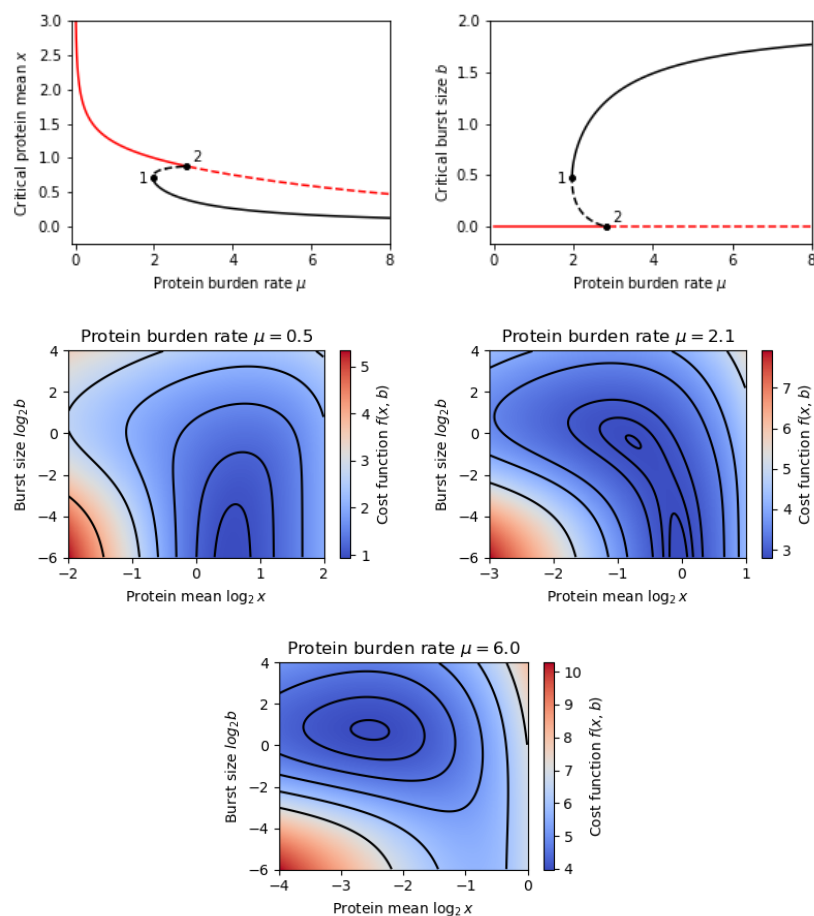 Critical protein mean x
3.0
2.5
2.0
1.5
1.0
0.5
0.0
1
2
0 2 4 6 8
Protein burden rate μ
Critical burst size b
2.0
1.5
1.0
0.5
0.0
1
2
0 2 4 6 8
Protein burden rate μ
Protein burden rate μ = 0.5
Burst size log₂b
4
2
0
−2
−4
−6
−2 −1 0 1 2
Protein mean log₂ x
5
4
3
2
1
Cost function f(x, b)
Protein burden rate μ = 2.1
Burst size log₂b
4
2
0
−2
−4
−6
−3 −2 −1 0 1
Protein mean log₂ x
7
6
5
4
3
Cost function f(x, b)
Protein burden rate μ = 6.0
Burst size log₂b
4
2
0
−2
−4
−6
−4 −3 −2 −1 0
Protein mean log₂ x
10
9
8
7
6
5
4
Cost function f(x, b)